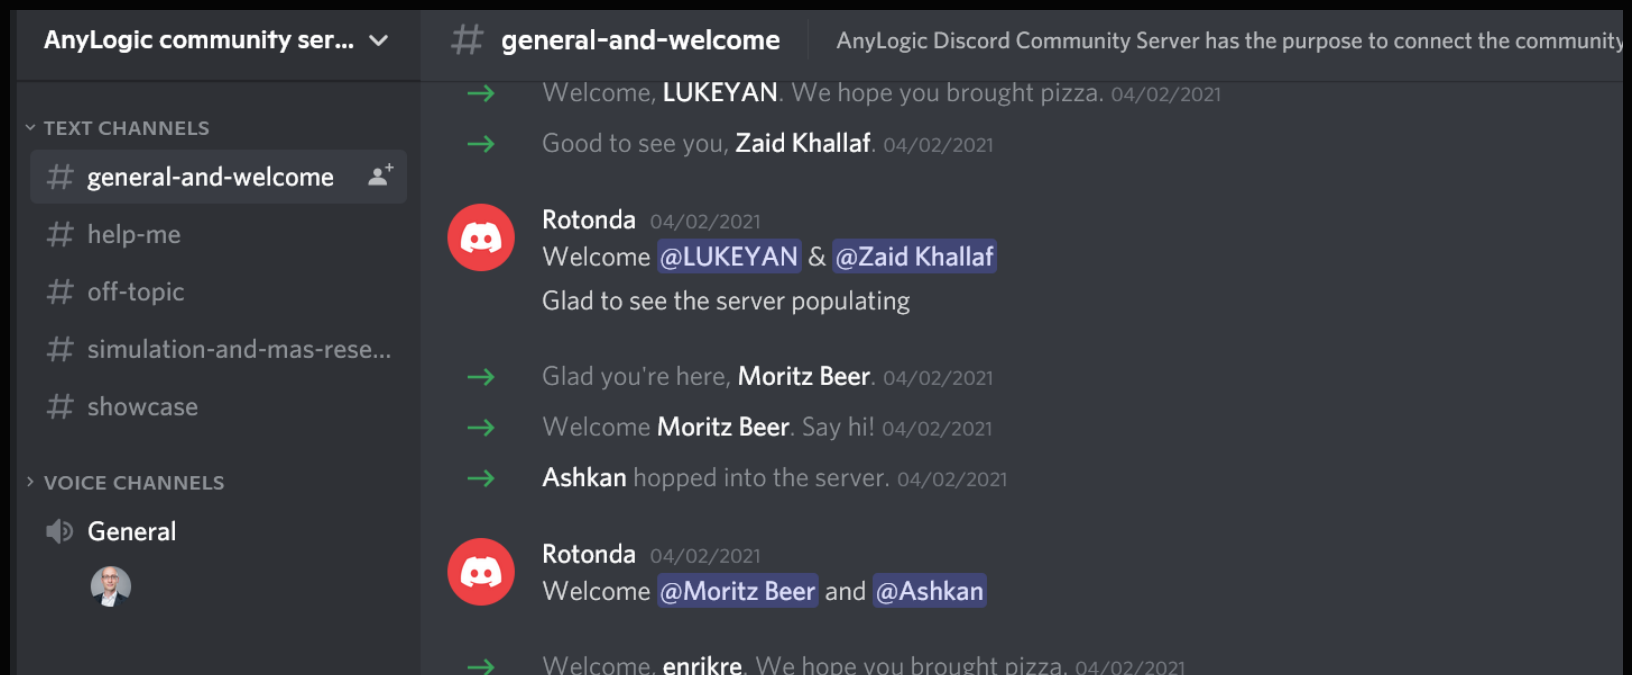 AnyLogic community ser...
TEXT CHANNELS
# general-and-welcome
# help-me
# off-topic
# simulation-and-mas-rese...
# showcase
VOICE CHANNELS
General
# general-and-welcome
AnyLogic Discord Community Server has the purpose to connect the community
Welcome, LUKEYAN. We hope you brought pizza. 04/02/2021
Good to see you, Zaid Khallaf. 04/02/2021
Rotonda 04/02/2021
Welcome @LUKEYAN & @Zaid Khallaf
Glad to see the server populating
Glad you're here, Moritz Beer. 04/02/2021
Welcome Moritz Beer. Say hi! 04/02/2021
Ashkan hopped into the server. 04/02/2021
Rotonda 04/02/2021
Welcome @Moritz Beer and @Ashkan
Welcome, enrikre. We hope you brought pizza. 04/02/2021